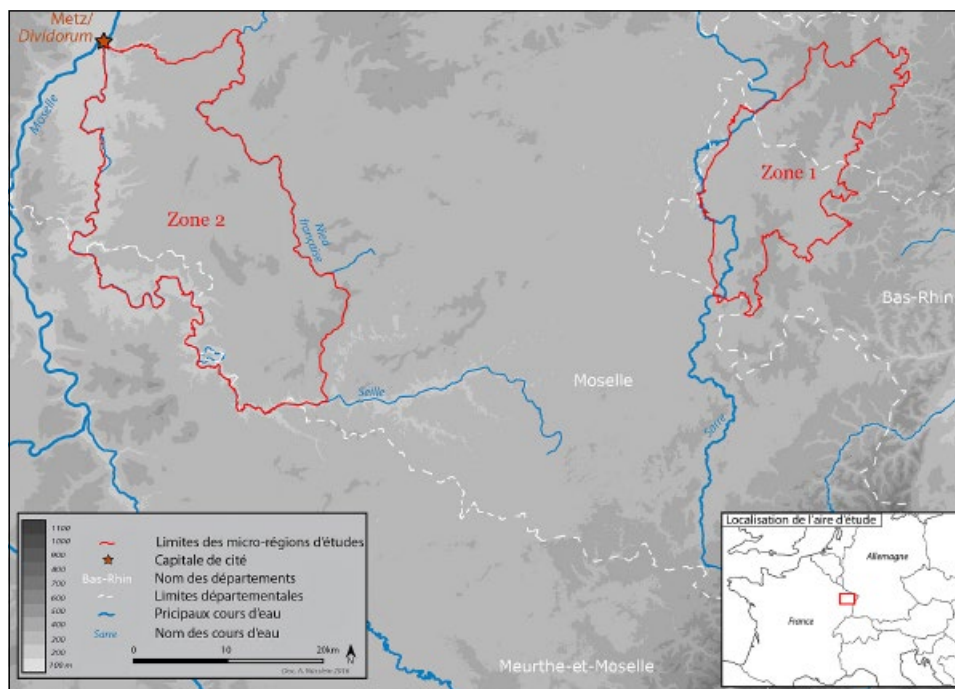 Metz/
Dividorum
Moselle
Zone 1
Zone 2
Nied
française
Bas-Rhin
Moselle
Seille
Sarre
Meurthe-et-Moselle
1100
1000
900
800
700
600
500
400
300
200
100 m
Limites des micro-régions d'études
Capitale de cité
Bas-Rhin Nom des départements
Limites départementales
Pricipaux cours d'eau
Sarre Nom des cours d'eau
0 10 20km
N
Localisation de l'aire d'étude
Allemagne
France